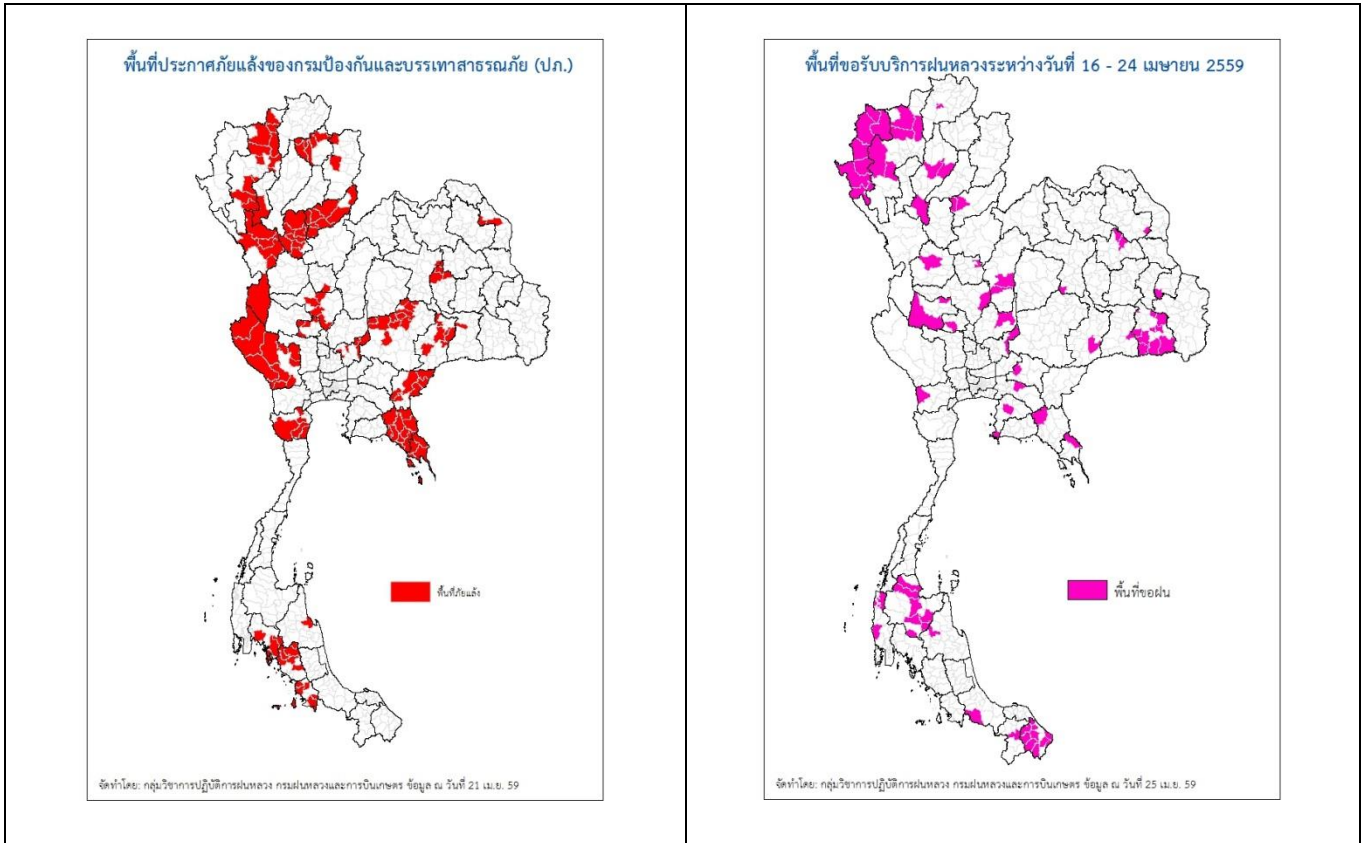 พื้นที่ประกาศภัยแล้งของกรมป้องกันและบรรเทาสาธารณภัย (ปภ.)
พื้นที่ภัยแล้ง
จัดทำโดย: กลุ่มวิชาการปฏิบัติการฝนหลวง กรมฝนหลวงและการบินเกษตร ข้อมูล ณ วันที่ 21 เม.ย. 59
พื้นที่ขอรับบริการฝนหลวงระหว่างวันที่ 16 - 24 เมษายน 2559
พื้นที่ขอฝน
จัดทำโดย: กลุ่มวิชาการปฏิบัติการฝนหลวง กรมฝนหลวงและการบินเกษตร ข้อมูล ณ วันที่ 25 เม.ย. 59